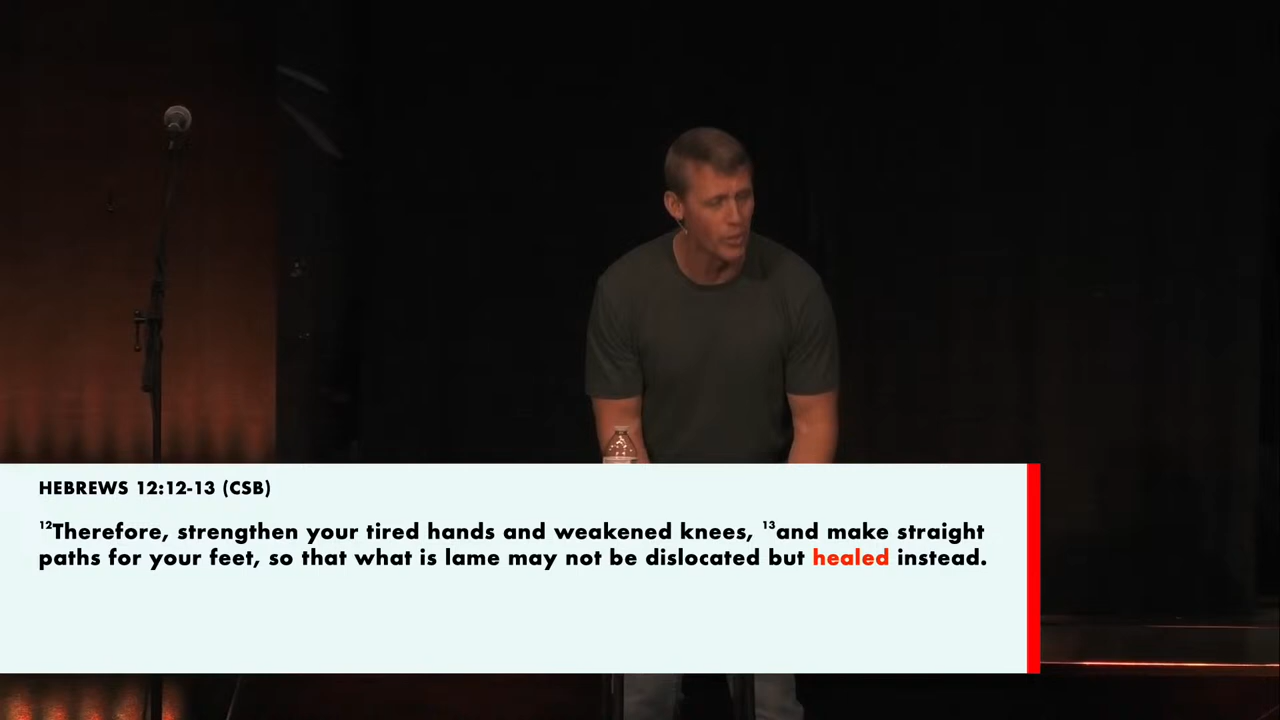 HEBREWS 12:12-13 (CSB)
¹²Therefore, strengthen your tired hands and weakened knees, ¹³and make straight
paths for your feet, so that what is lame may not be dislocated but healed instead.